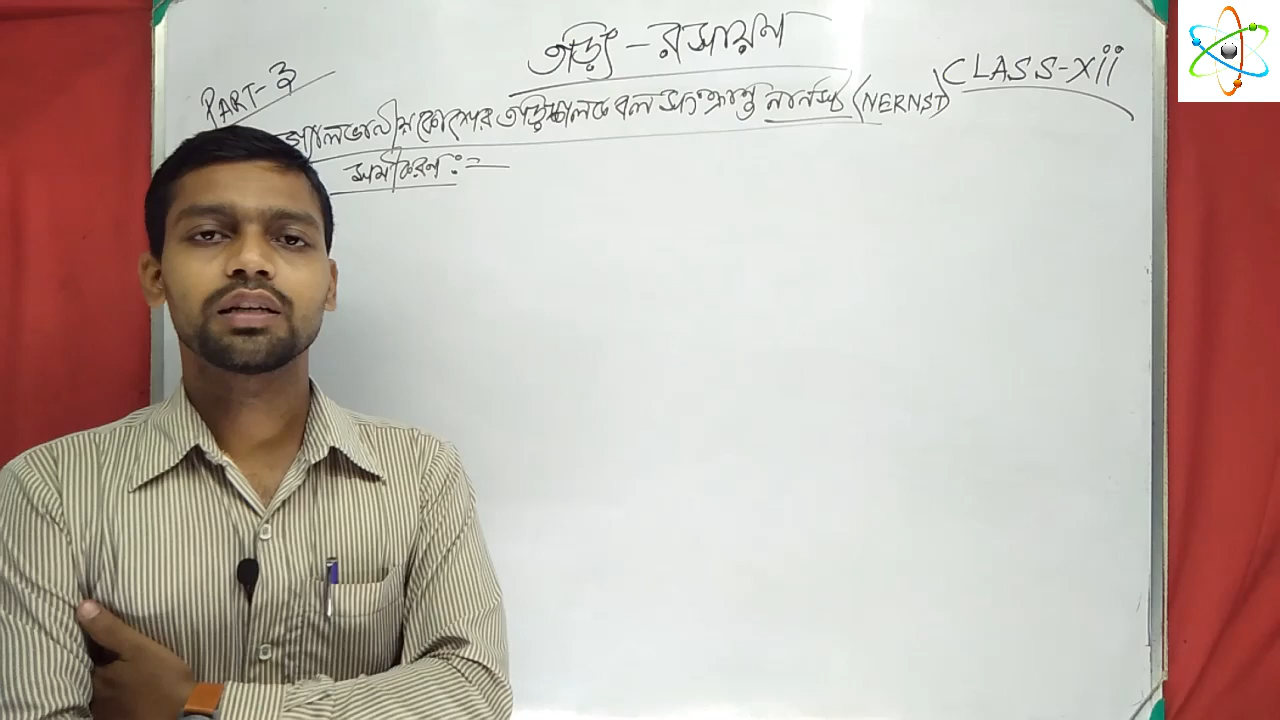 তড়িৎ-রসায়ন
CLASS-xii
PART-3
গ্যালভানীয় কোশের তড়িচ্চালক বল সংক্রান্ত নার্নস্ট (NERNST)
সমীকরণ :-